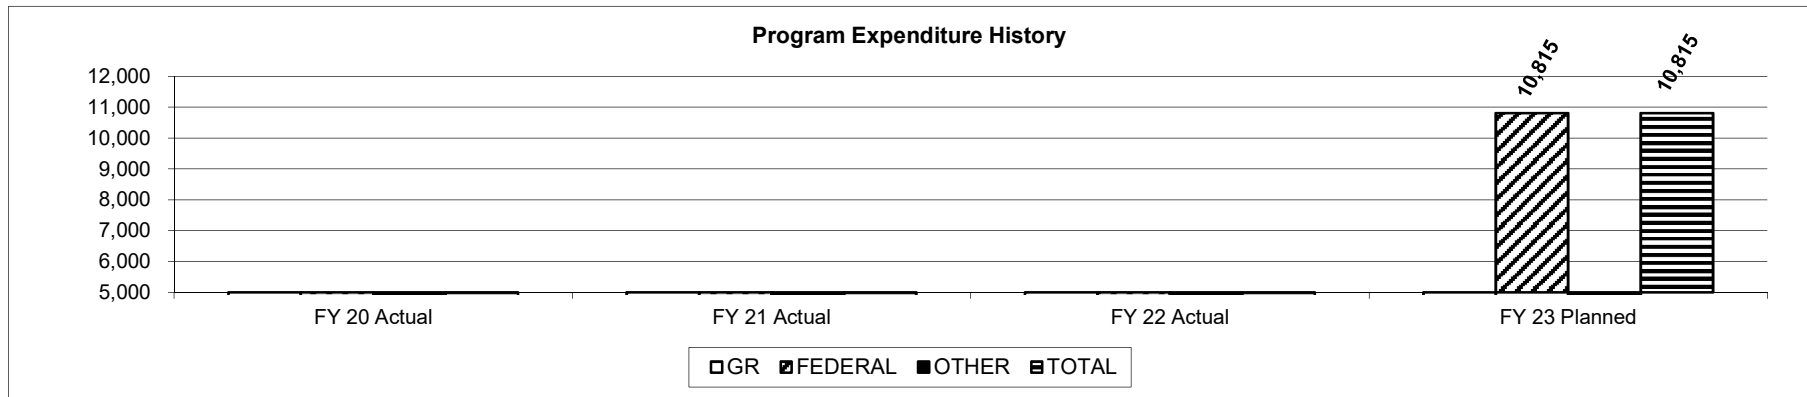 Program Expenditure History
10,815
10,815
12,000
11,000
10,000
9,000
8,000
7,000
6,000
5,000
FY 20 Actual
FY 21 Actual
FY 22 Actual
FY 23 Planned
GR FEDERAL OTHER TOTAL